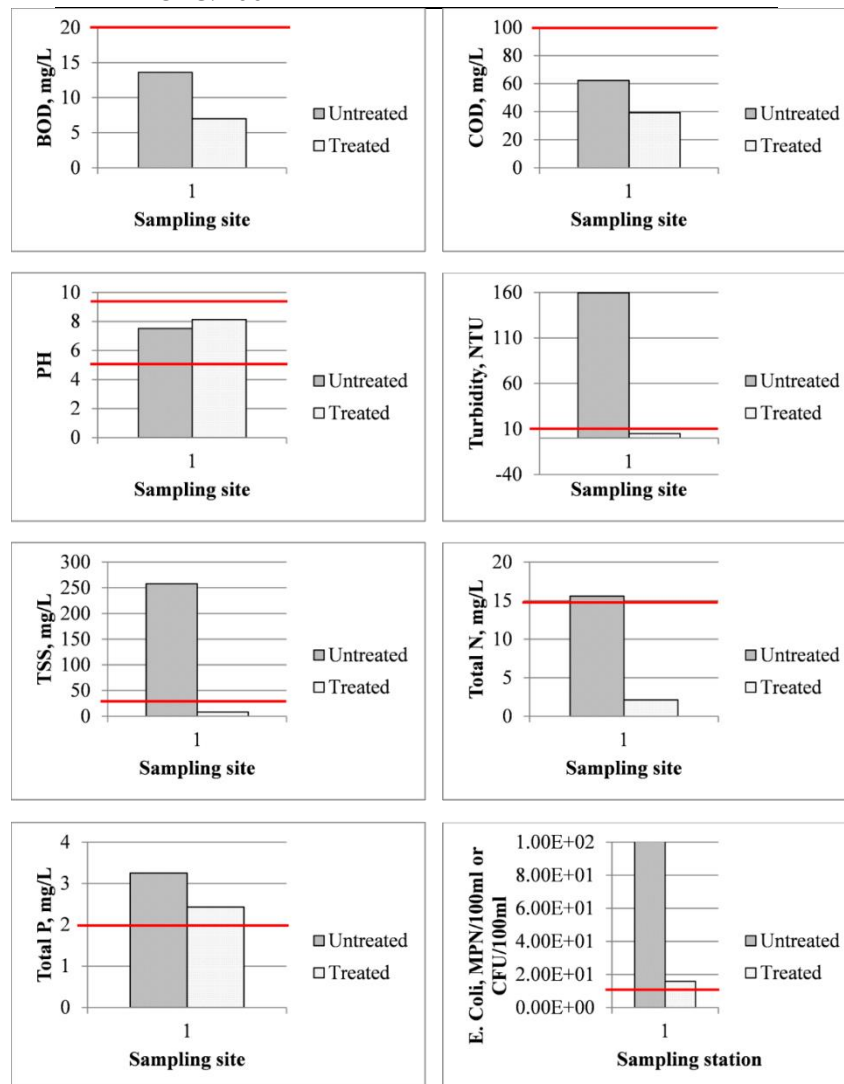 BOD, mg/L
20
15
10
5
0
1
Sampling site
Untreated
Treated
COD, mg/L
100
80
60
40
20
0
1
Sampling site
Untreated
Treated
PH
10
8
6
4
2
0
1
Sampling site
Untreated
Treated
Turbidity, NTU
160
110
60
10
-40
1
Sampling site
Untreated
Treated
TSS, mg/L
300
250
200
150
100
50
0
1
Sampling site
Untreated
Treated
Total N, mg/L
20
15
10
5
0
1
Sampling site
Untreated
Treated
Total P, mg/L
4
3
2
1
0
1
Sampling site
Untreated
Treated
E. Coli, MPN/100ml or
CFU/100ml
1.00E+02
8.00E+01
6.00E+01
4.00E+01
2.00E+01
0.00E+00
1
Sampling station
Untreated
Treated